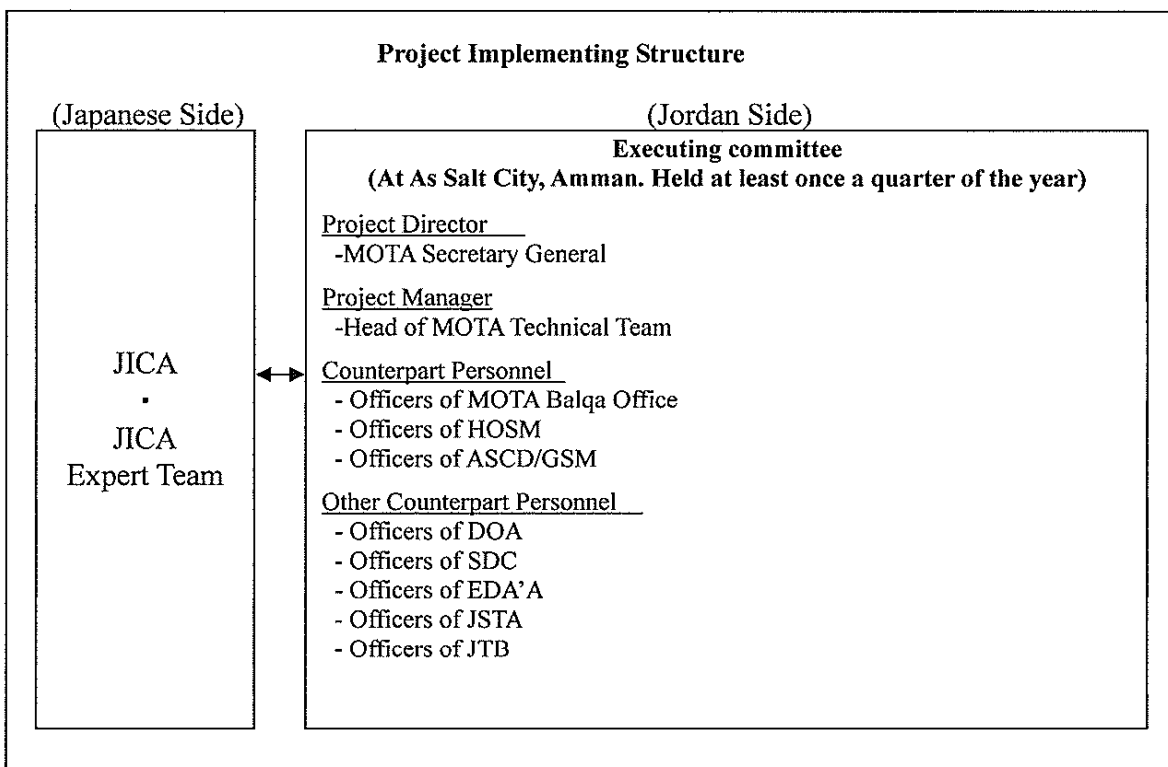 Project Implementing Structure
(Japanese Side)
(Jordan Side)
JICA
·
JICA
Expert Team
Executing committee
(At As Salt City, Amman. Held at least once a quarter of the year)
Project Director
-MOTA Secretary General
Project Manager
-Head of MOTA Technical Team
Counterpart Personnel
- Officers of MOTA Balqa Office
- Officers of HOSM
- Officers of ASCD/GSM
Other Counterpart Personnel
- Officers of DOA
- Officers of SDC
- Officers of EDA’A
- Officers of JSTA
- Officers of JTB